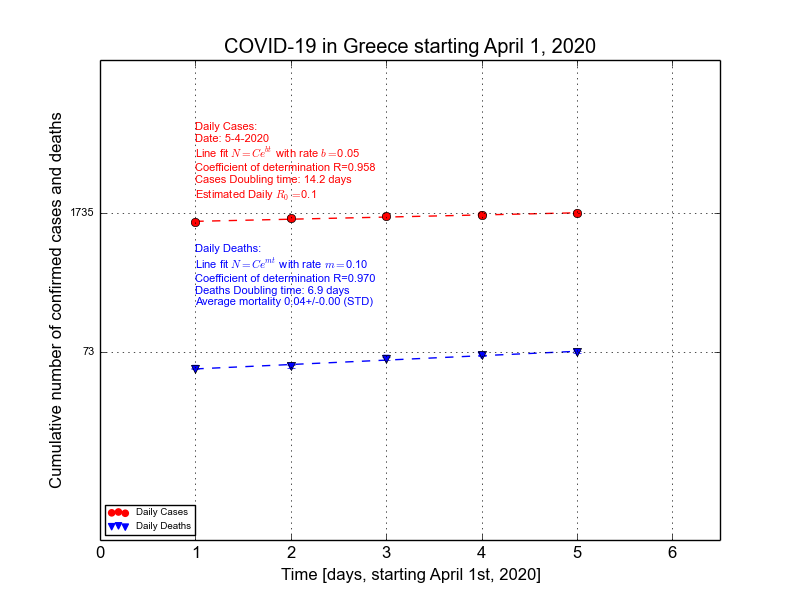 COVID-19 in Greece starting April 1, 2020
Cumulative number of confirmed cases and deaths
Daily Cases:
Date: 5-4-2020
Line fit N=Ce^{bt} with rate b=0.05
Coefficient of determination R=0.958
Cases Doubling time: 14.2 days
Estimated Daily R_0=0.1
1735
Daily Deaths:
Line fit N=Ce^{mt} with rate m=0.10
Coefficient of determination R=0.970
Deaths Doubling time: 6.9 days
Average mortality 0.04+/-0.00 (STD)
73
Daily Cases
Daily Deaths
0 1 2 3 4 5 6
Time [days, starting April 1st, 2020]